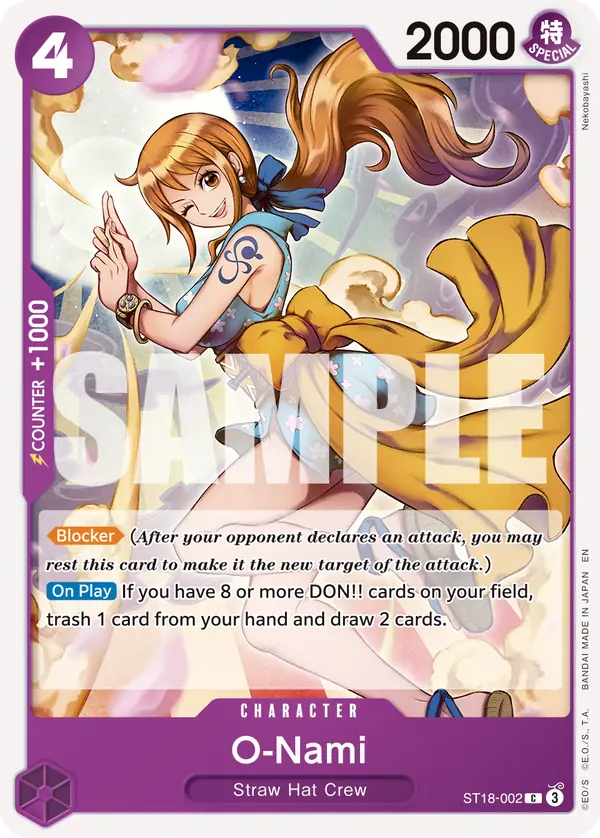 4
2000
特
SPECIAL
Nekobayashi
COUNTER +1000
SAMPLE
Blocker (After your opponent declares an attack, you may
rest this card to make it the new target of the attack.)
On Play If you have 8 or more DON!! cards on your field,
trash 1 card from your hand and draw 2 cards.
CHARACTER
O-Nami
Straw Hat Crew
ST18-002 C 3
©EO/S ©E.O./S., T.A. BANDAI MADE IN JAPAN EN